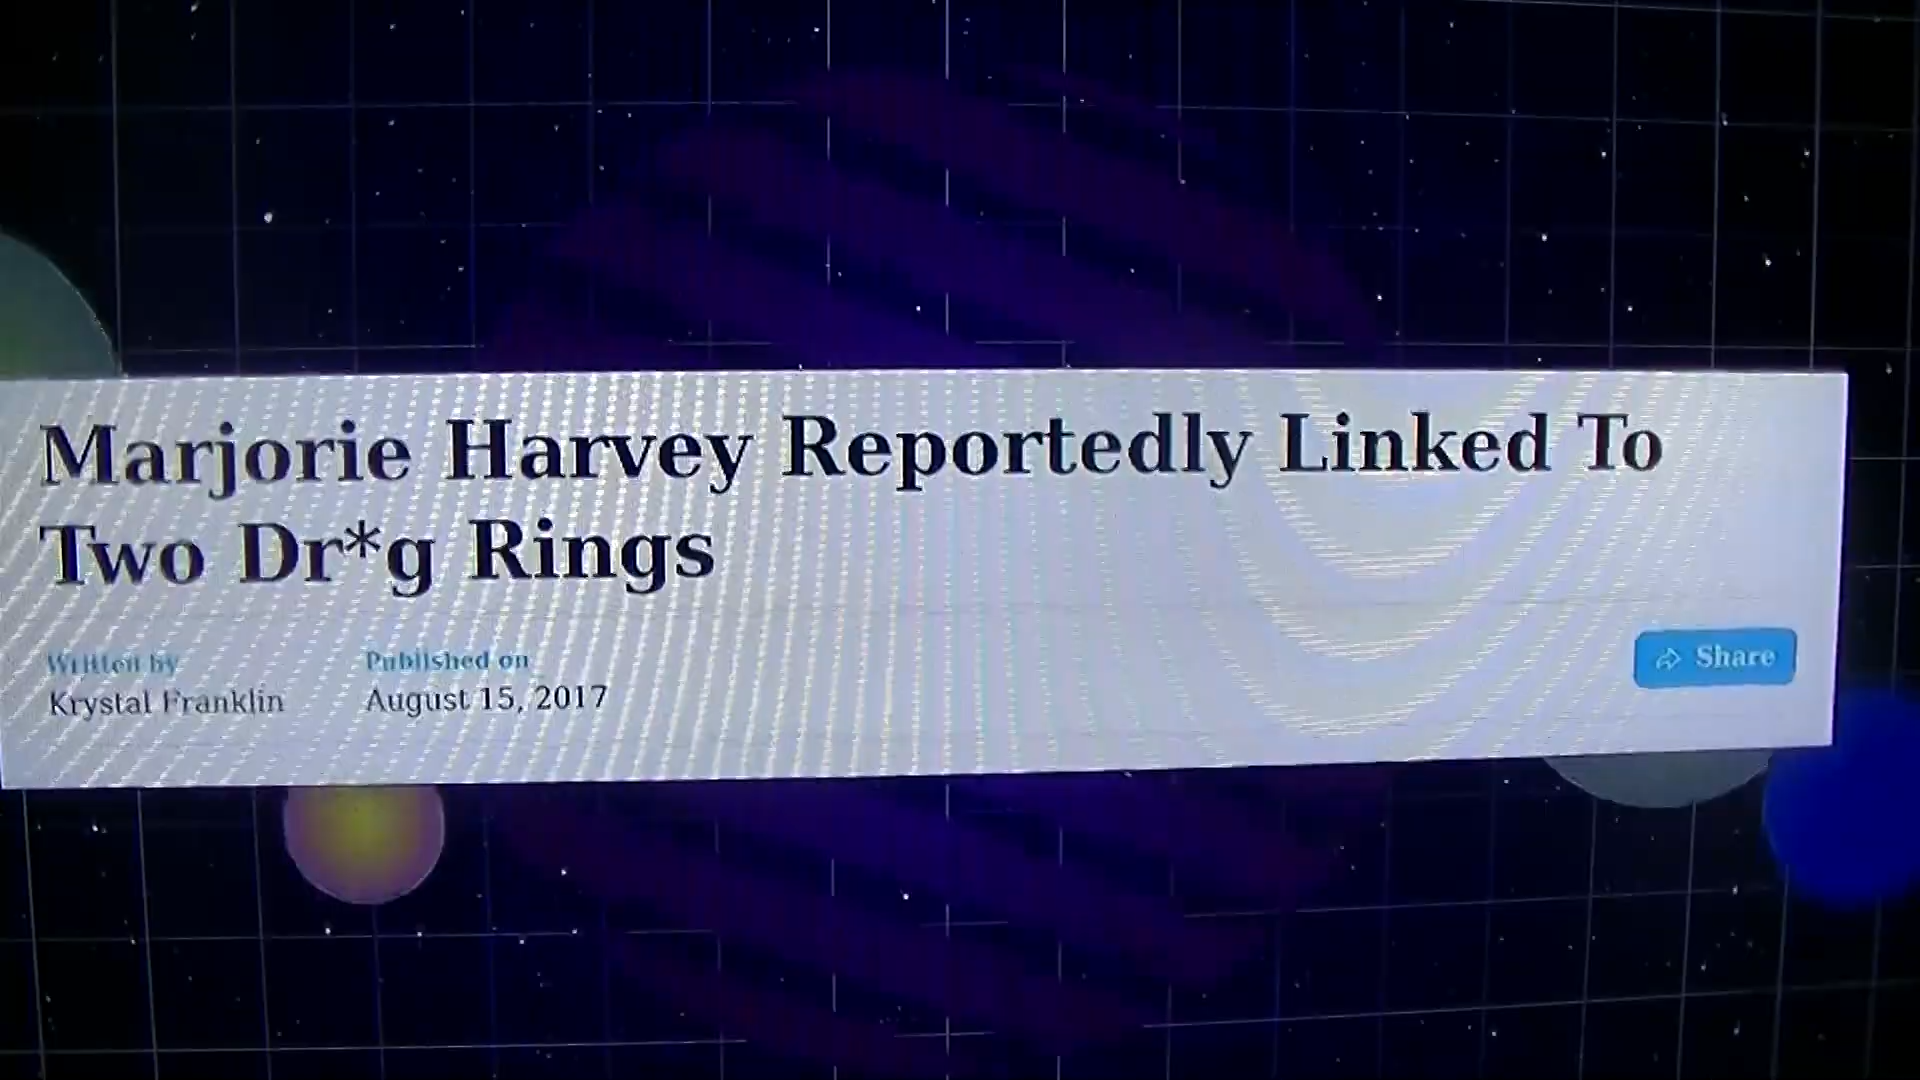 Marjorie Harvey Reportedly Linked To
Two Dr*g Rings
Written by
Krystal Franklin
Published on
August 15, 2017
Share